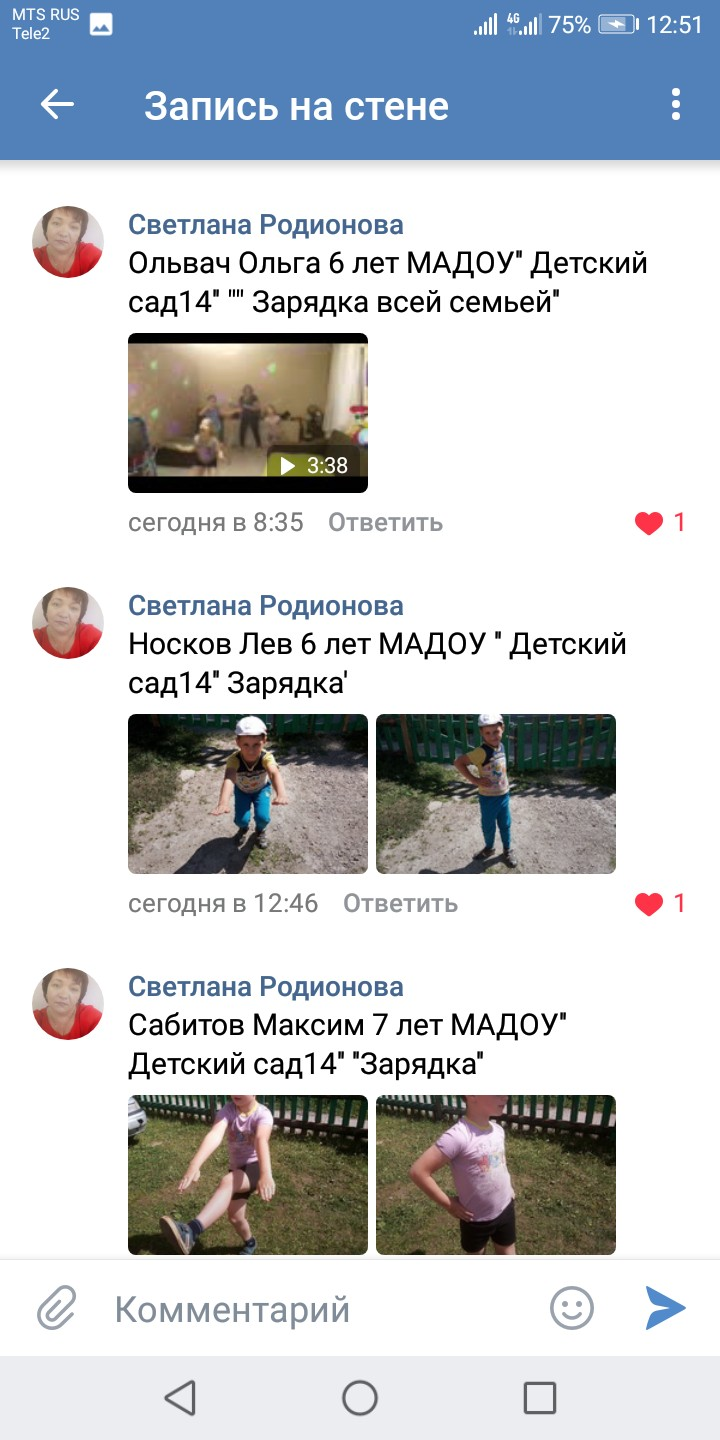 MTS RUS
Tele2
4G
75%
12:51
Запись на стене
Светлана Родионова
Ольвач Ольга 6 лет МАДОУ" Детский
сад14" "" Зарядка всей семьей"
3:38
сегодня в 8:35 Ответить
1
Светлана Родионова
Носков Лев 6 лет МАДОУ " Детский
сад14" Зарядка'
сегодня в 12:46 Ответить
1
Светлана Родионова
Сабитов Максим 7 лет МАДОУ"
Детский сад14" "Зарядка"
Комментарий